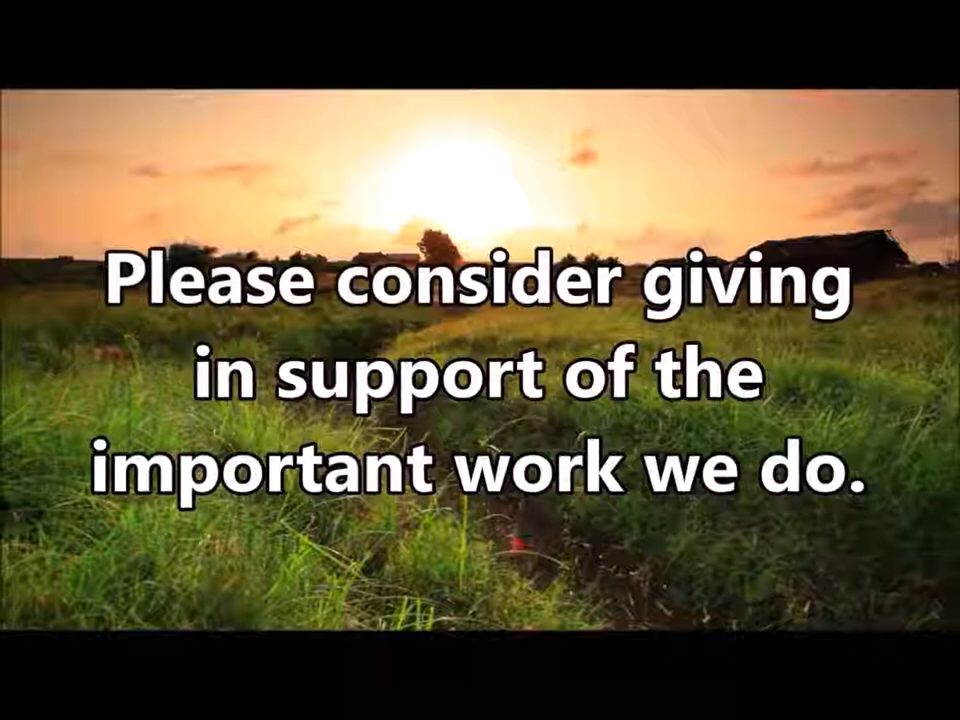 Please consider giving
in support of the
important work we do.